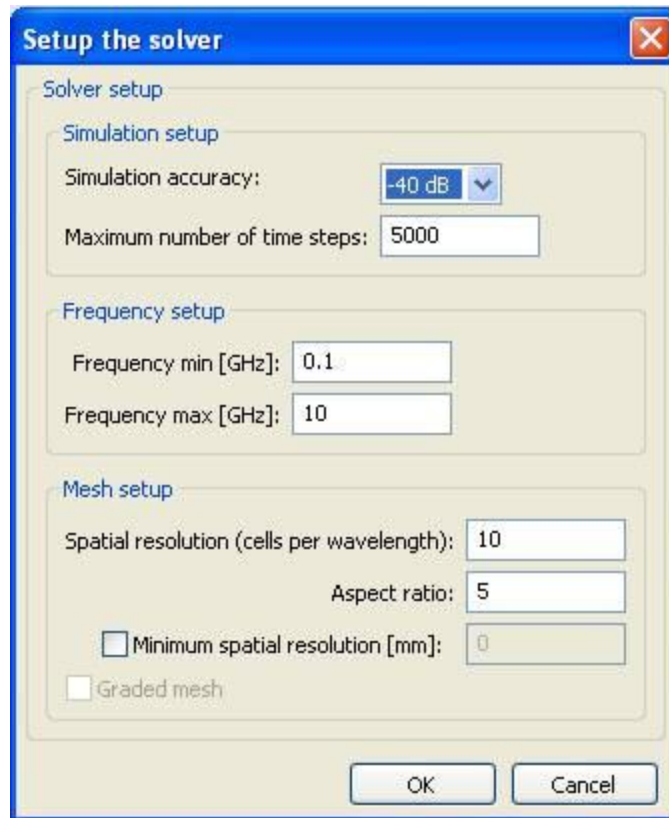 Setup the solver
Solver setup
Simulation setup
Simulation accuracy: -40 dB
Maximum number of time steps: 5000
Frequency setup
Frequency min [GHz]: 0.1
Frequency max [GHz]: 10
Mesh setup
Spatial resolution (cells per wavelength): 10
Aspect ratio: 5
Minimum spatial resolution [mm]: 0
Graded mesh
OK Cancel